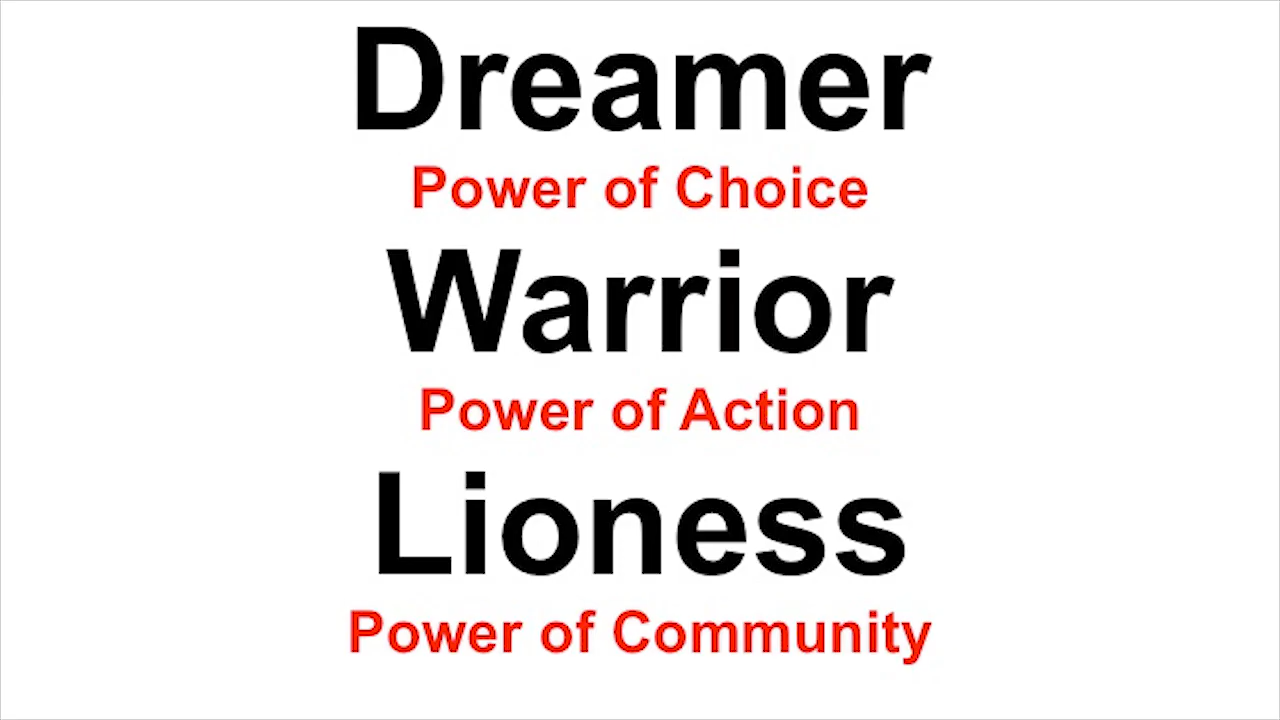 Dreamer
Power of Choice
Warrior
Power of Action
Lioness
Power of Community